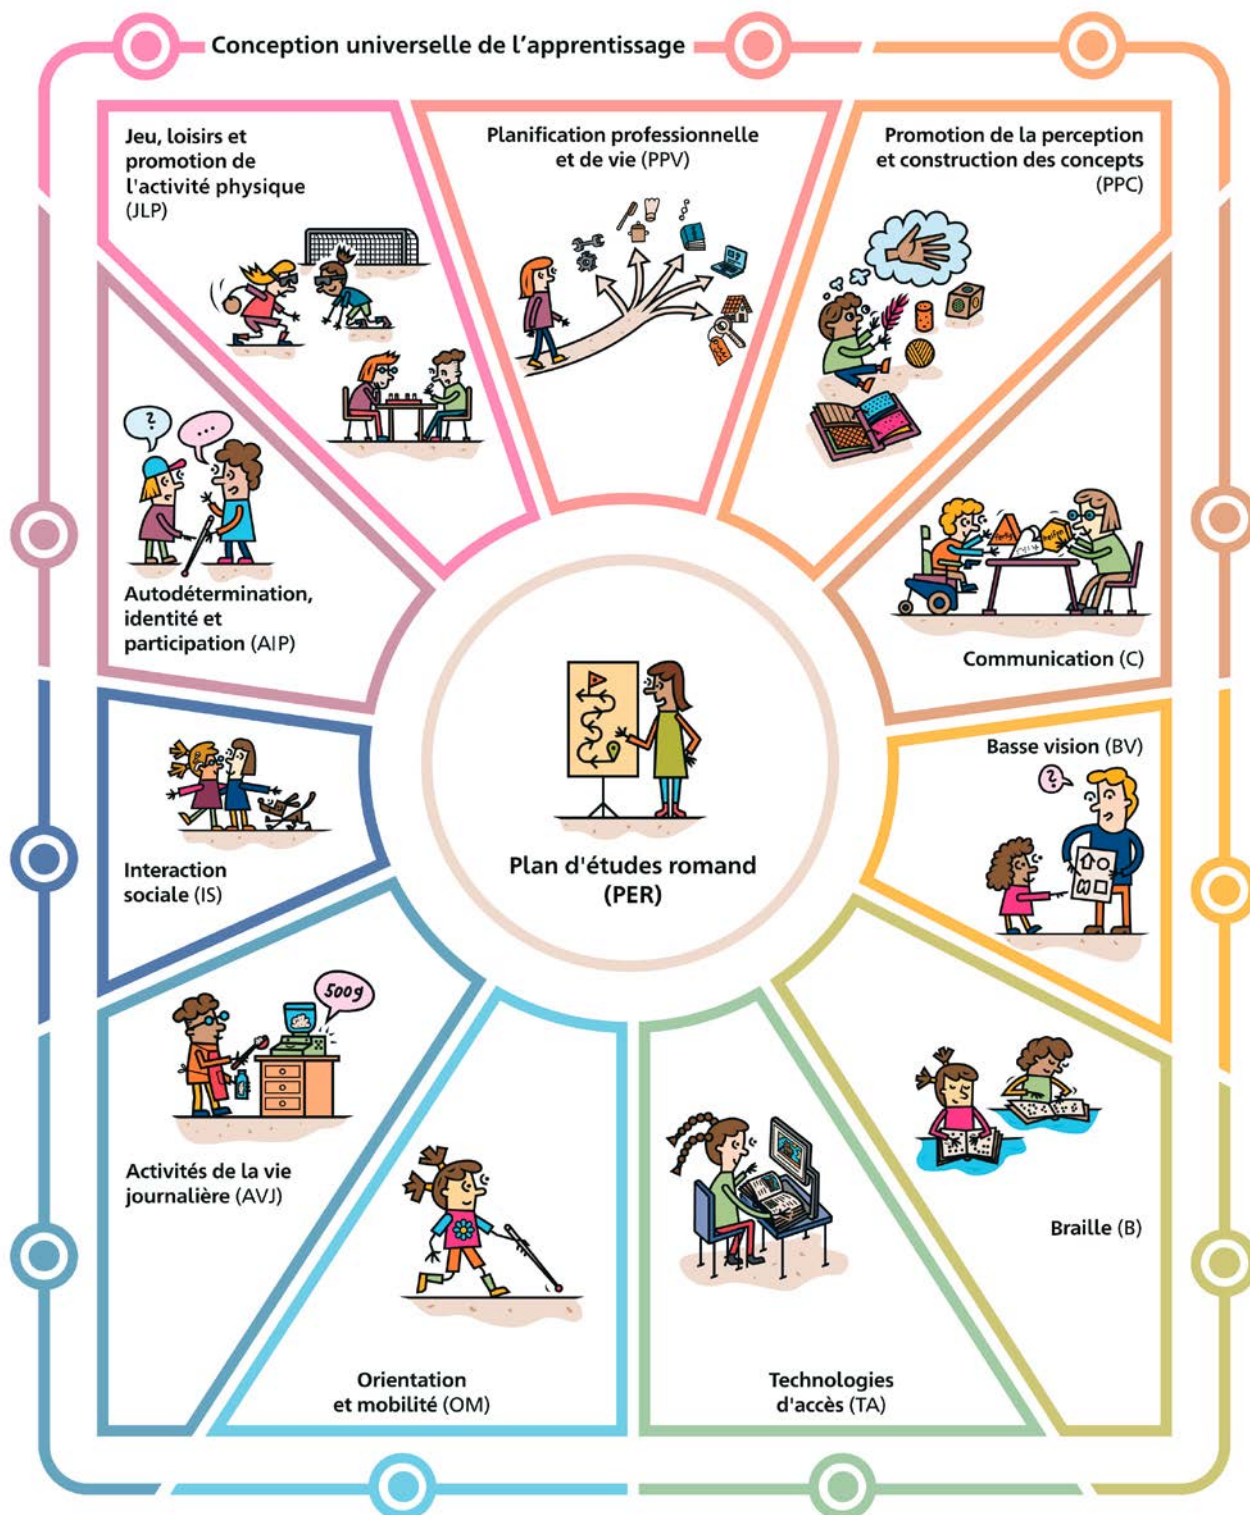 Conception universelle de l'apprentissage
Jeu, loisirs et
promotion de
l'activité physique
(JLP)
Planification professionnelle
et de vie (PPV)
Promotion de la perception
et construction des concepts
(PPC)
?
...
Autodétermination,
identité et
participation (AIP)
Communication (C)
Basse vision (BV)
?
Plan d'études romand
(PER)
Interaction
sociale (IS)
500g
Activités de la vie
journalière (AVJ)
Braille (B)
Orientation
et mobilité (OM)
Technologies
d'accès (TA)